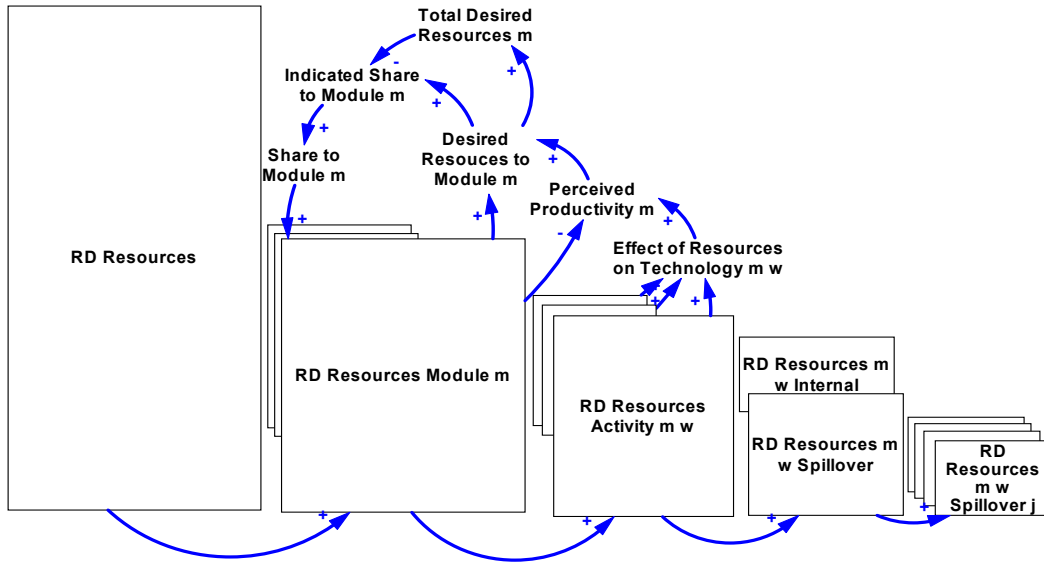 Total Desired
Resources m
-
+
Indicated Share
to Module m
+
+
Desired
Resouces to
Module m
Share to
Module m
+
+
+
Perceived
Productivity m
-
+
Effect of Resources
on Technology m w
+
+
+
RD Resources
RD Resources Module m
RD Resources
Activity m w
RD Resources m
w Internal
RD Resources m
w Spillover
RD
Resources
m w
Spillover j
+
+
+
+